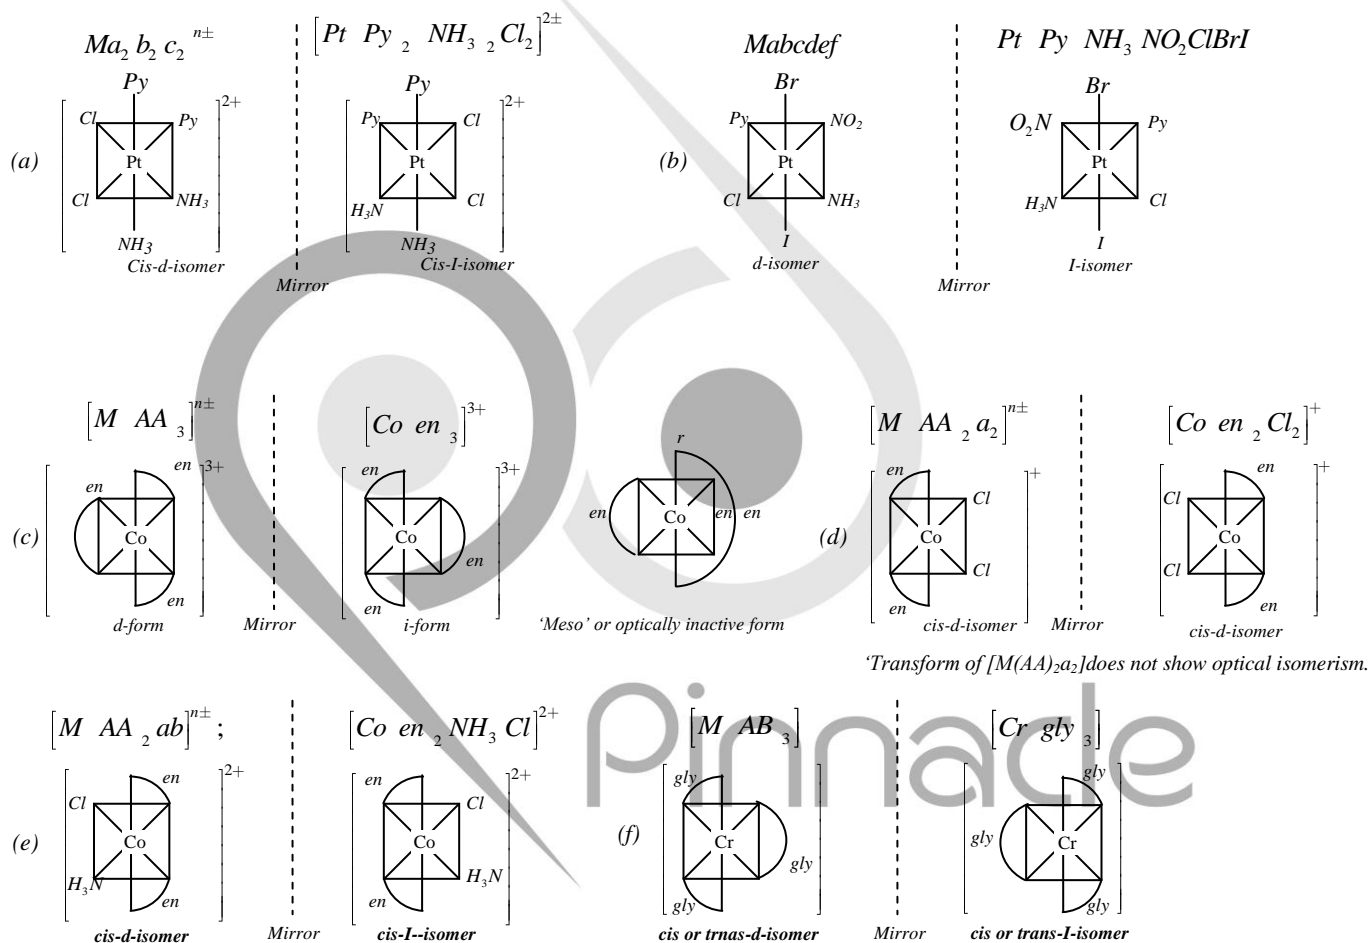 Ma₂ b₂ c₂ ⁿ±
[Pt Py ₂ NH₃ ₂ Cl₂]²±
Mabcdef
Pt Py NH₃ NO₂ClBrI
(a)
Py
Cl
Py
Pt
Cl
NH₃
NH₃
2+
Cis-d-isomer
Mirror
Py
Py
Cl
Pt
H₃N
Cl
NH₃
2+
Cis-I-isomer
(b)
Br
Py
NO₂
Pt
Cl
NH₃
I
d-isomer
Mirror
Br
O₂N
Py
Pt
H₃N
Cl
I
I-isomer
[M AA ₃]ⁿ±
[Co en ₃]³⁺
[M AA ₂ a₂]ⁿ±
[Co en ₂ Cl₂]⁺
(c)
en
en
Co
en
3+
d-form
Mirror
en
Co
en
en
3+
i-form
r
en
Co
en
en
'Meso' or optically inactive form
(d)
en
Cl
Co
Cl
en
+
cis-d-isomer
Mirror
en
Cl
Co
Cl
en
+
cis-d-isomer
'Transform of [M(AA)₂a₂]does not show optical isomerism.
Pinnacle
[M AA ₂ ab]ⁿ± ;
[Co en ₂ NH₃ Cl]²⁺
[M AB ₃]
[Cr gly ₃]
(e)
en
Cl
Co
H₃N
en
2+
cis-d-isomer
Mirror
en
Cl
Co
H₃N
en
2+
cis-I--isomer
(f)
gly
Cr
gly
gly
cis or trnas-d-isomer
Mirror
gly
gly
Cr
gly
cis or trans-I-isomer